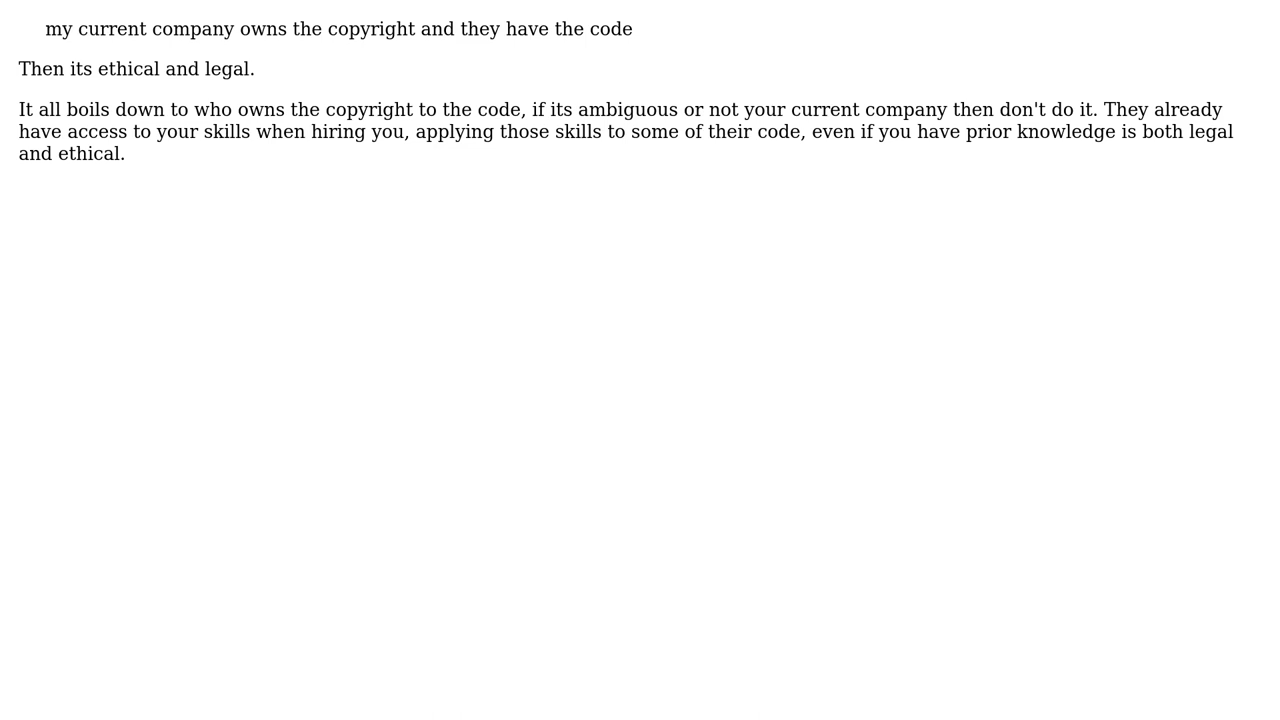 my current company owns the copyright and they have the code
Then its ethical and legal.
It all boils down to who owns the copyright to the code, if its ambiguous or not your current company then don't do it. They already
have access to your skills when hiring you, applying those skills to some of their code, even if you have prior knowledge is both legal
and ethical.